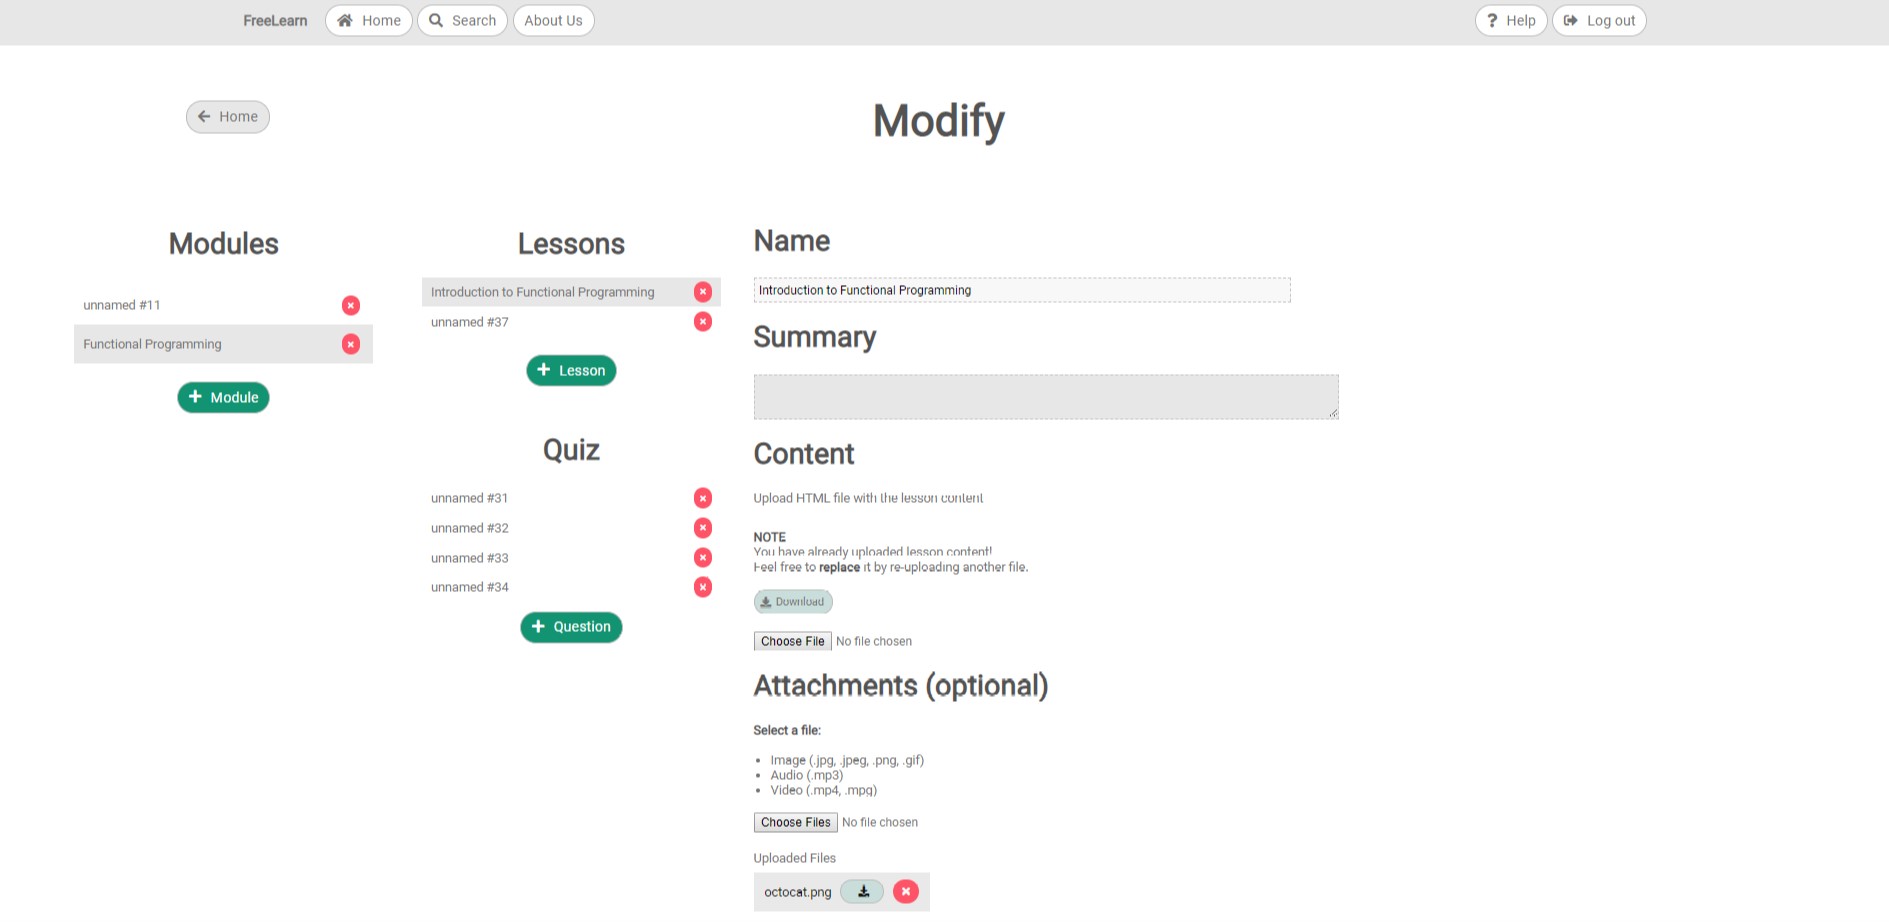 FreeLearn Home Search About Us Help Log out
Home
Modify
Modules
unnamed #11
Functional Programming
Module
Lessons
Introduction to Functional Programming
unnamed #37
Lesson
Quiz
unnamed #31
unnamed #32
unnamed #33
unnamed #34
Question
Name
Introduction to Functional Programming
Summary
Content
Upload HTML file with the lesson content
NOTE
You have already uploaded lesson content!
Feel free to replace it by re-uploading another file.
Download
Choose File No file chosen
Attachments (optional)
Select a file:
• Image (.jpg, .jpeg, .png, .gif)
• Audio (.mp3)
• Video (.mp4, .mpg)
Choose Files No file chosen
Uploaded Files
octocat.png